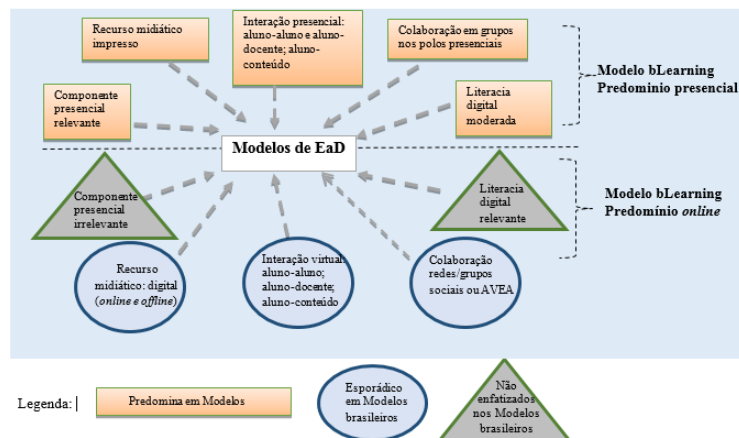 Recurso midiático
impresso
Interação presencial:
aluno-aluno e aluno-
docente; aluno-
conteúdo
Colaboração em grupos
nos polos presenciais
Modelo bLearning
Predominio presencial
Componente
presencial
relevante
Literacia
digital
moderada
Modelos de EaD
Componente
presencial
irrelevante
Literacia
digital
relevante
Modelo bLearning
Predomínio online
Recurso
midiático: digital
(online e offline)
Interação virtual:
aluno-aluno;
aluno-docente;
aluno-conteúdo
Colaboração
redes/grupos
sociais ou AVEA
Legenda:
Predomina em Modelos
Esporádico
em Modelos
brasileiros
Não
enfatizados
nos Modelos
brasileiros